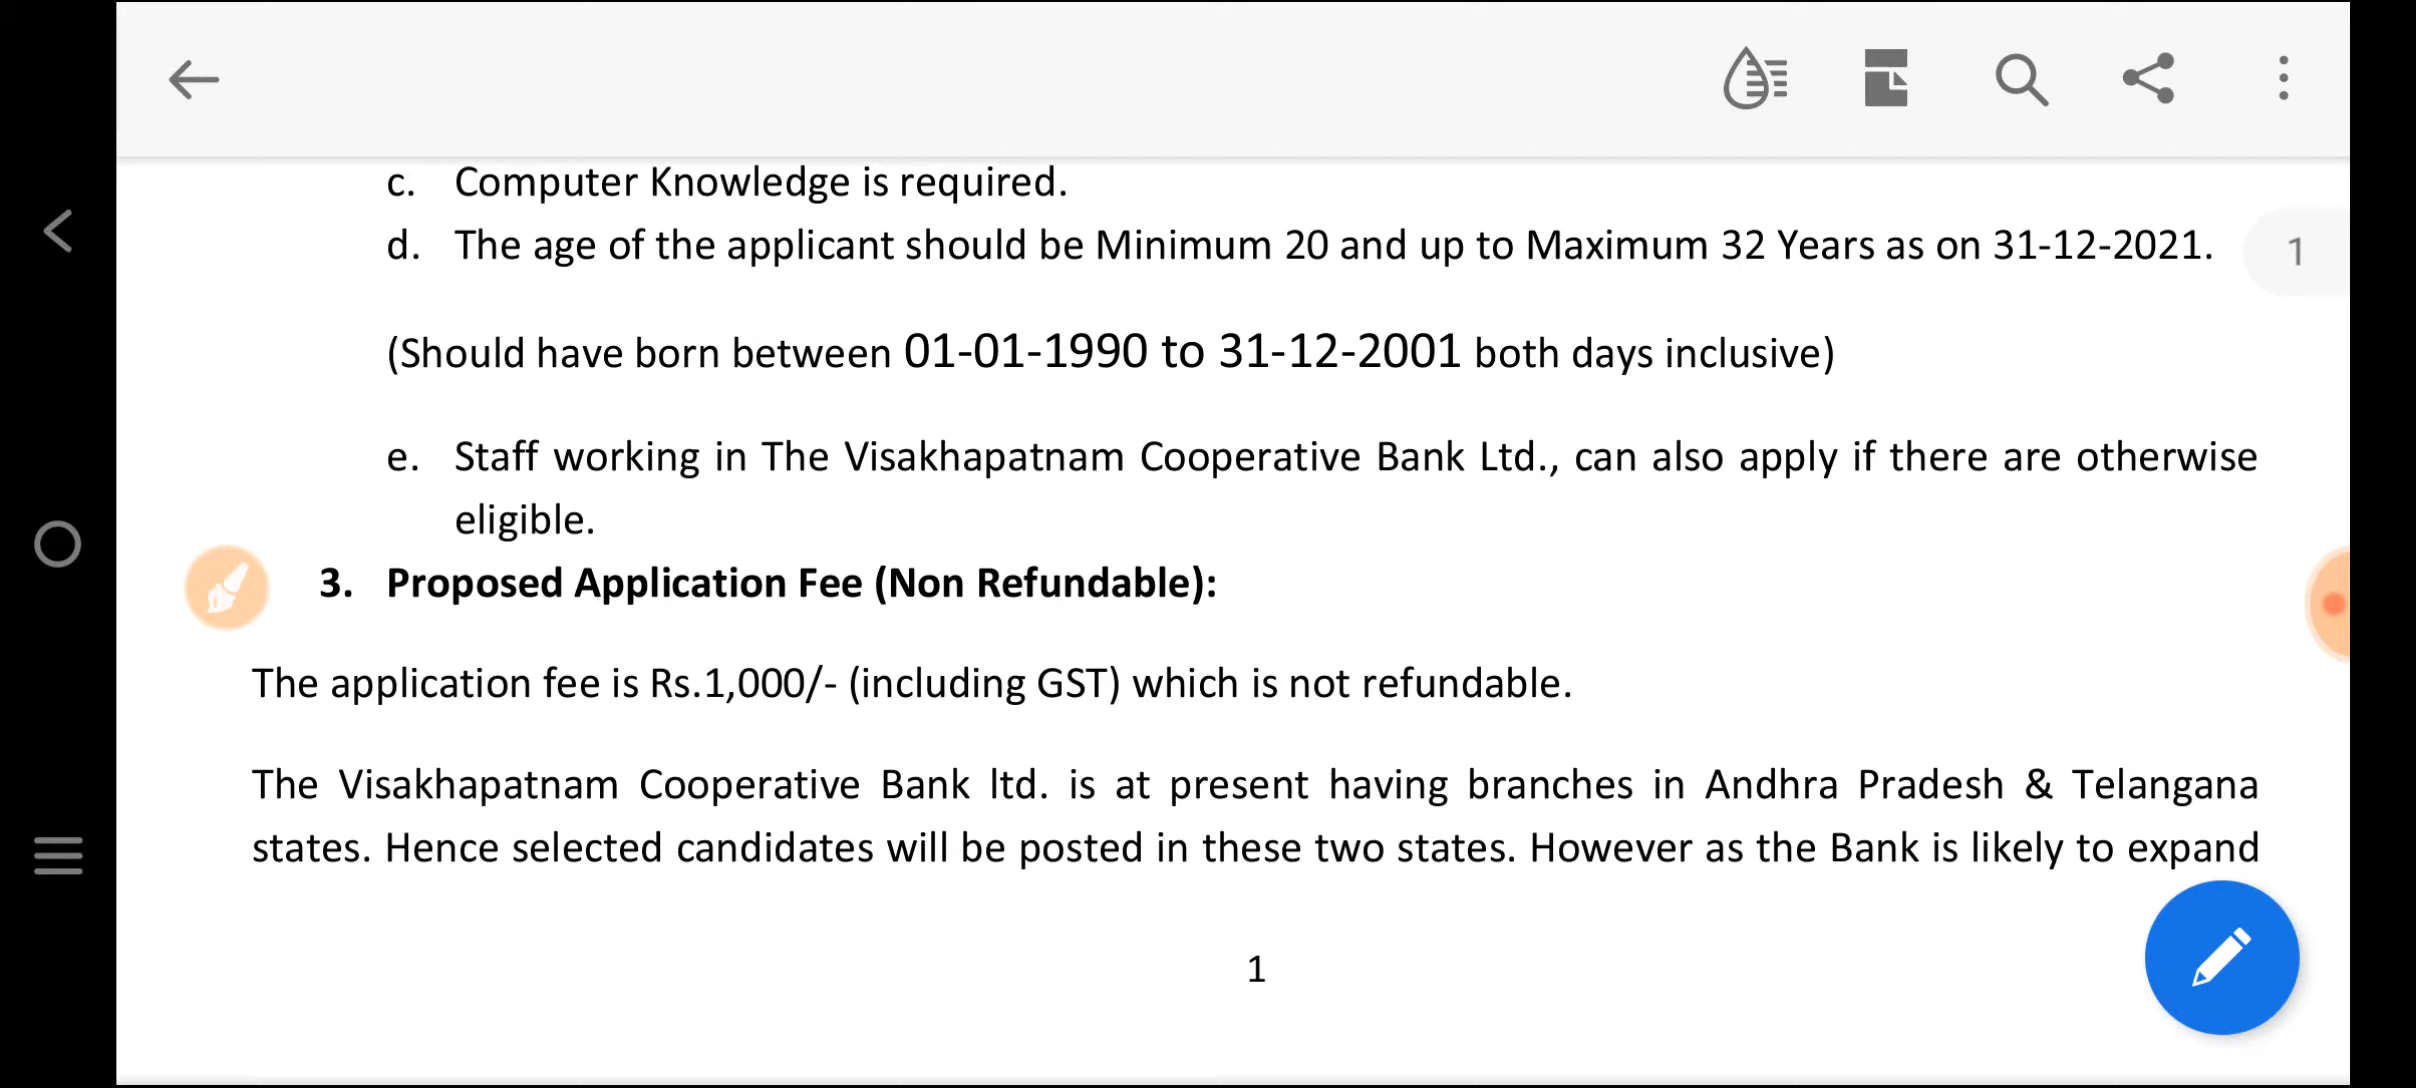 c. Computer Knowledge is required.
d. The age of the applicant should be Minimum 20 and up to Maximum 32 Years as on 31-12-2021.
1
(Should have born between 01-01-1990 to 31-12-2001 both days inclusive)
e. Staff working in The Visakhapatnam Cooperative Bank Ltd., can also apply if there are otherwise
eligible.
3. Proposed Application Fee (Non Refundable):
The application fee is Rs.1,000/- (including GST) which is not refundable.
The Visakhapatnam Cooperative Bank ltd. is at present having branches in Andhra Pradesh & Telangana
states. Hence selected candidates will be posted in these two states. However as the Bank is likely to expand
1